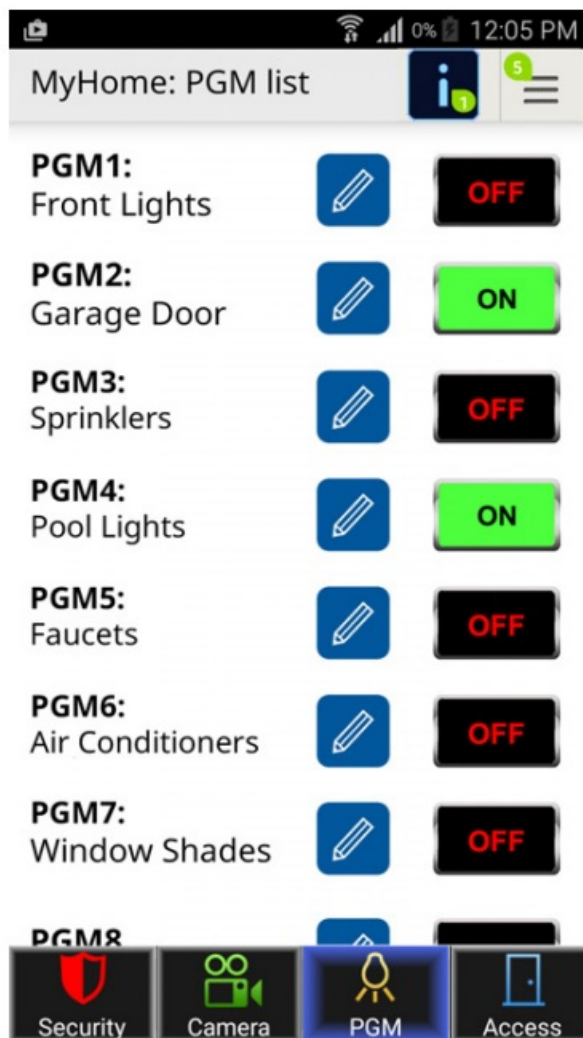 0% 12:05 PM
MyHome: PGM list
i 1
5
PGM1:
Front Lights
OFF
PGM2:
Garage Door
ON
PGM3:
Sprinklers
OFF
PGM4:
Pool Lights
ON
PGM5:
Faucets
OFF
PGM6:
Air Conditioners
OFF
PGM7:
Window Shades
OFF
PGM8
Security Camera PGM Access